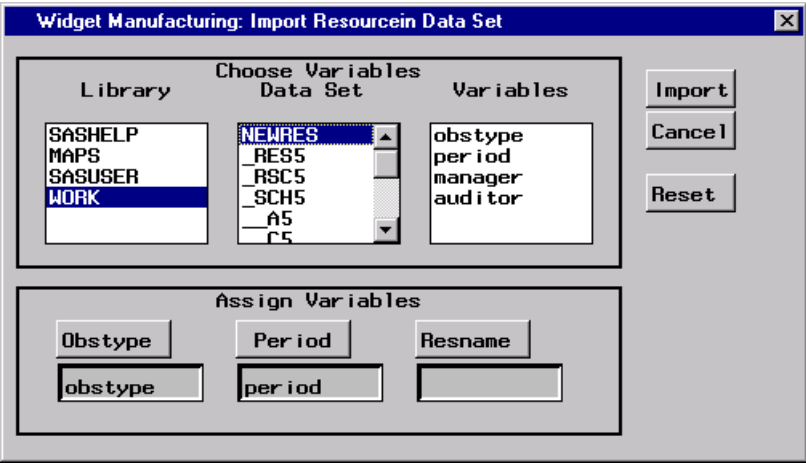 Widget Manufacturing: Import Resourcein Data Set
Choose Variables
Library Data Set Variables
SASHELP
MAPS
SASUSER
WORK
NEWRES
_RES5
_RSC5
_SCH5
__A5
__C5
obstype
period
manager
auditor
Import
Cancel
Reset
Assign Variables
Obstype Period Resname
obstype period